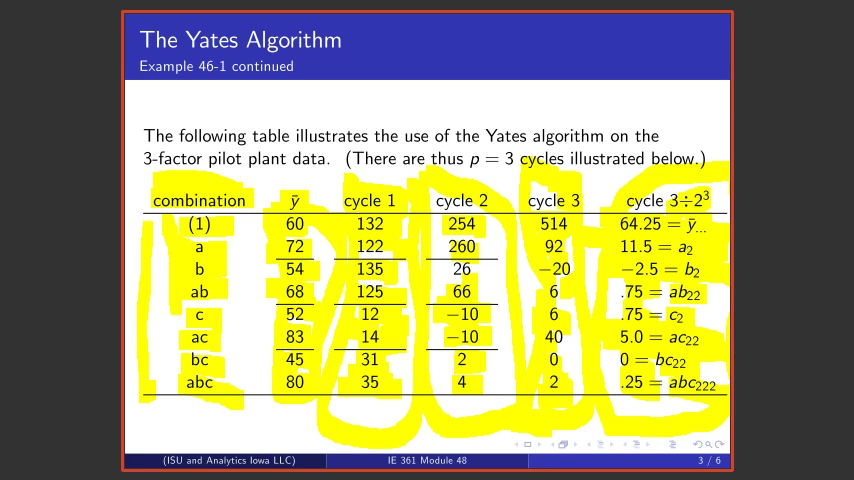 The Yates Algorithm
Example 46-1 continued
The following table illustrates the use of the Yates algorithm on the
3-factor pilot plant data. (There are thus p = 3 cycles illustrated below.)
combination ȳ cycle 1 cycle 2 cycle 3 cycle 3÷2³
(1) 60 132 254 514 64.25 = ȳ...
a 72 122 260 92 11.5 = a₂
b 54 135 26 −20 −2.5 = b₂
ab 68 125 66 6 .75 = ab₂₂
c 52 12 −10 6 .75 = c₂
ac 83 14 −10 40 5.0 = ac₂₂
bc 45 31 2 0 0 = bc₂₂
abc 80 35 4 2 .25 = abc₂₂₂
(ISU and Analytics Iowa LLC) IE 361 Module 48 3 / 6